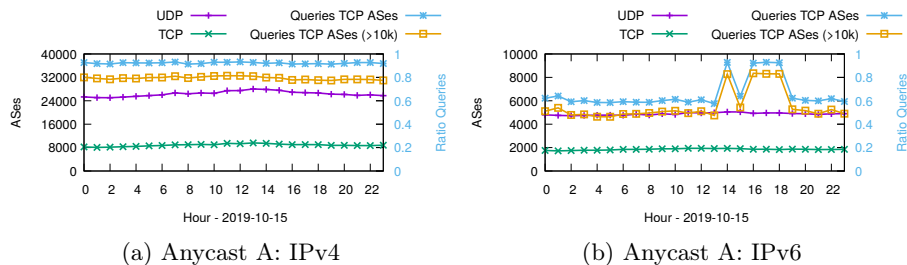 UDP
TCP
Queries TCP ASes
Queries TCP ASes (>10k)
ASes
40000
32000
24000
16000
8000
0
0 2 4 6 8 10 12 14 16 18 20 22
1
0.8
0.6
0.4
0.2
0
Ratio Queries
Hour - 2019-10-15
(a) Anycast A: IPv4
UDP
TCP
Queries TCP ASes
Queries TCP ASes (>10k)
ASes
10000
8000
6000
4000
2000
0
0 2 4 6 8 10 12 14 16 18 20 22
1
0.8
0.6
0.4
0.2
0
Ratio Queries
Hour - 2019-10-15
(b) Anycast A: IPv6